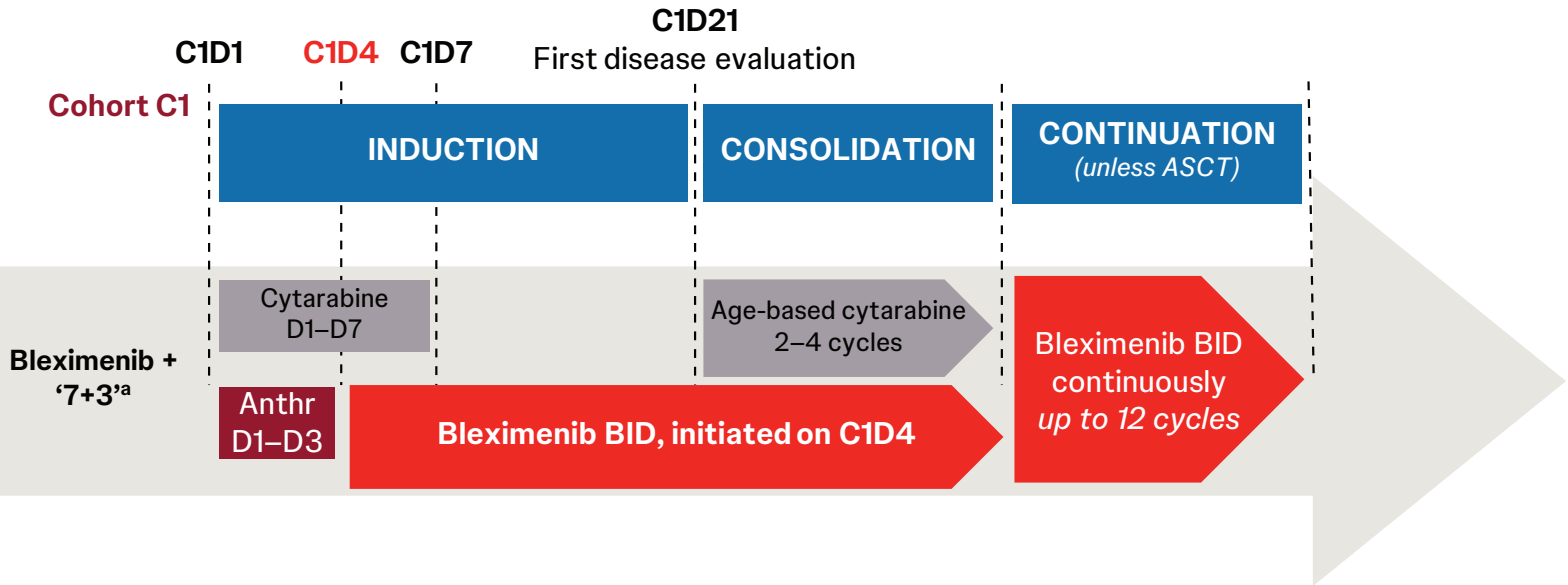 C1D1
C1D4
C1D7
C1D21
First disease evaluation
Cohort C1
INDUCTION
CONSOLIDATION
CONTINUATION
(unless ASCT)
Bleximenib +
‘7+3’ᵃ
Cytarabine
D1–D7
Age-based cytarabine
2–4 cycles
Anthr
D1–D3
Bleximenib BID, initiated on C1D4
Bleximenib BID
continuously
up to 12 cycles